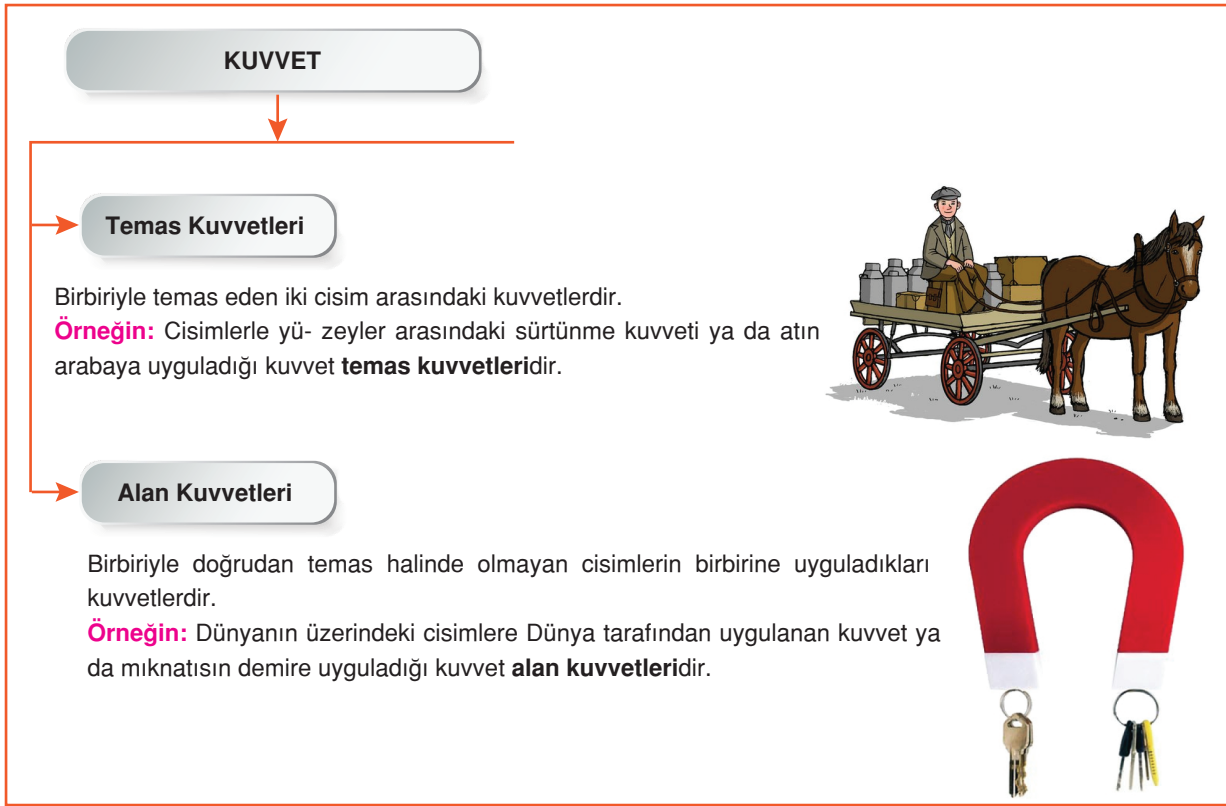 KUVVET
Temas Kuvvetleri
Birbiriyle temas eden iki cisim arasındaki kuvvetlerdir.
Örneğin: Cisimlerle yü- zeyler arasındaki sürtünme kuvveti ya da atın
arabaya uyguladığı kuvvet temas kuvvetleridir.
Alan Kuvvetleri
Birbiriyle doğrudan temas halinde olmayan cisimlerin birbirine uyguladıkları
kuvvetlerdir.
Örneğin: Dünyanın üzerindeki cisimlere Dünya tarafından uygulanan kuvvet ya
da mıknatısın demire uyguladığı kuvvet alan kuvvetleridir.